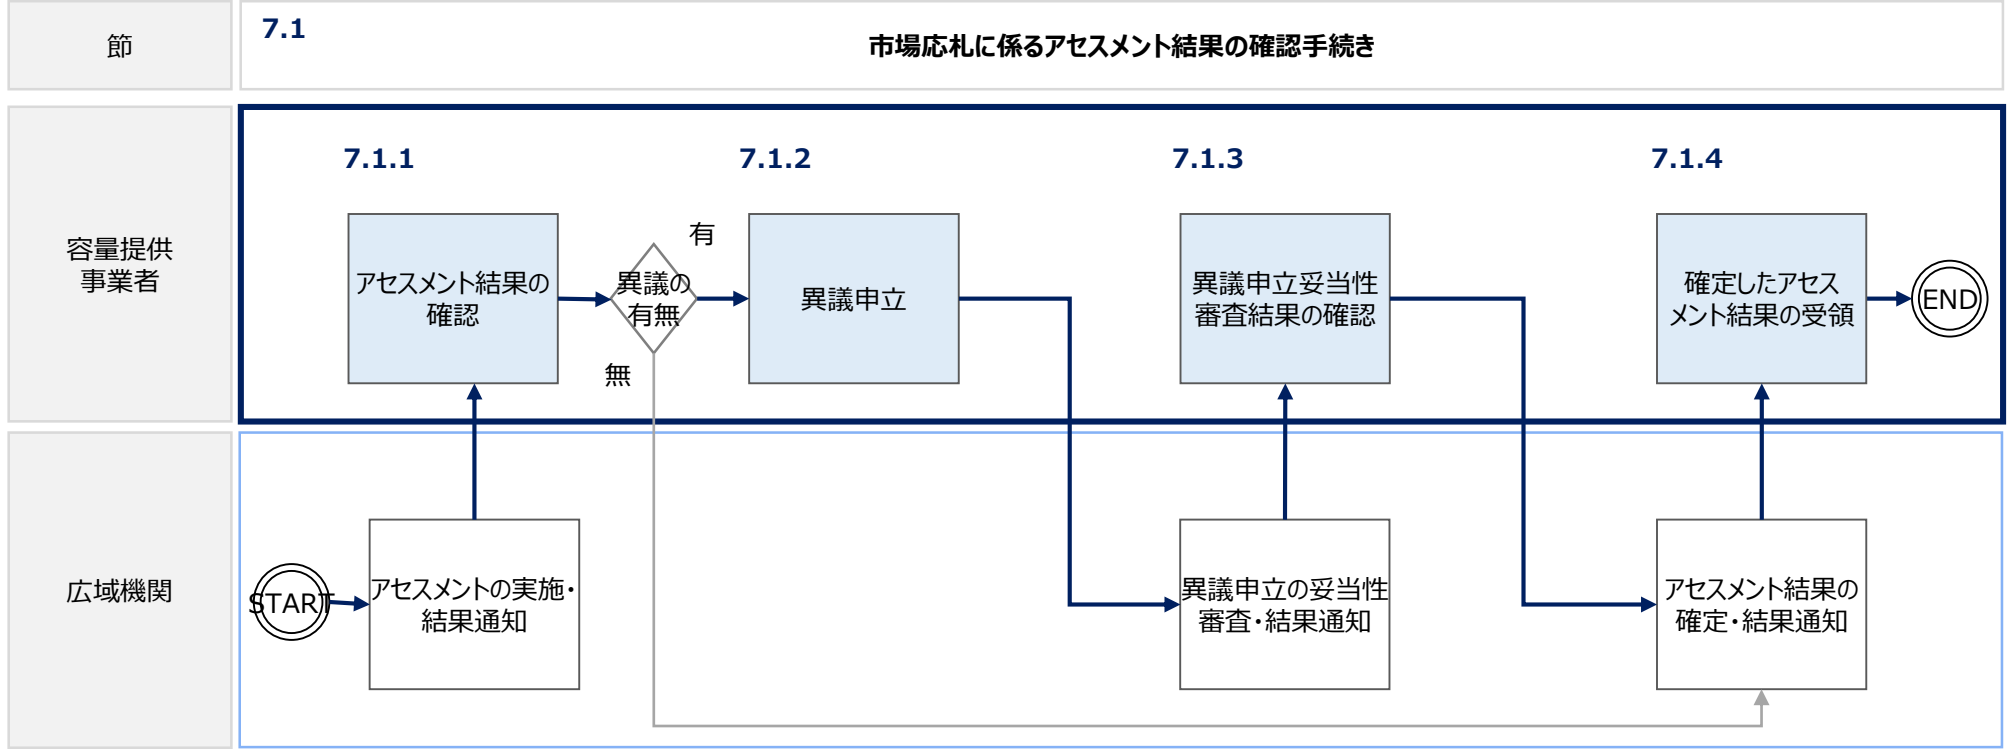 節
7.1
市場応札に係るアセスメント結果の確認手続き
容量提供
事業者
7.1.1
7.1.2
7.1.3
7.1.4
アセスメント結果の
確認
異議の
有無
有
無
異議申立
異議申立妥当性
審査結果の確認
確定したアセス
メント結果の受領
END
広域機関
START
アセスメントの実施・
結果通知
異議申立の妥当性
審査・結果通知
アセスメント結果の
確定・結果通知